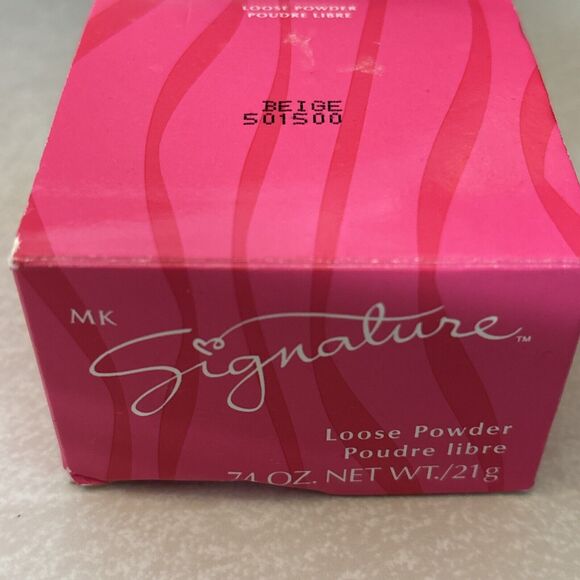 LOOSE POWDER
POUDRE LIBRE
BEIGE
501500
MK
Signature™
Loose Powder
Poudre libre
.74 OZ. NET WT./21g